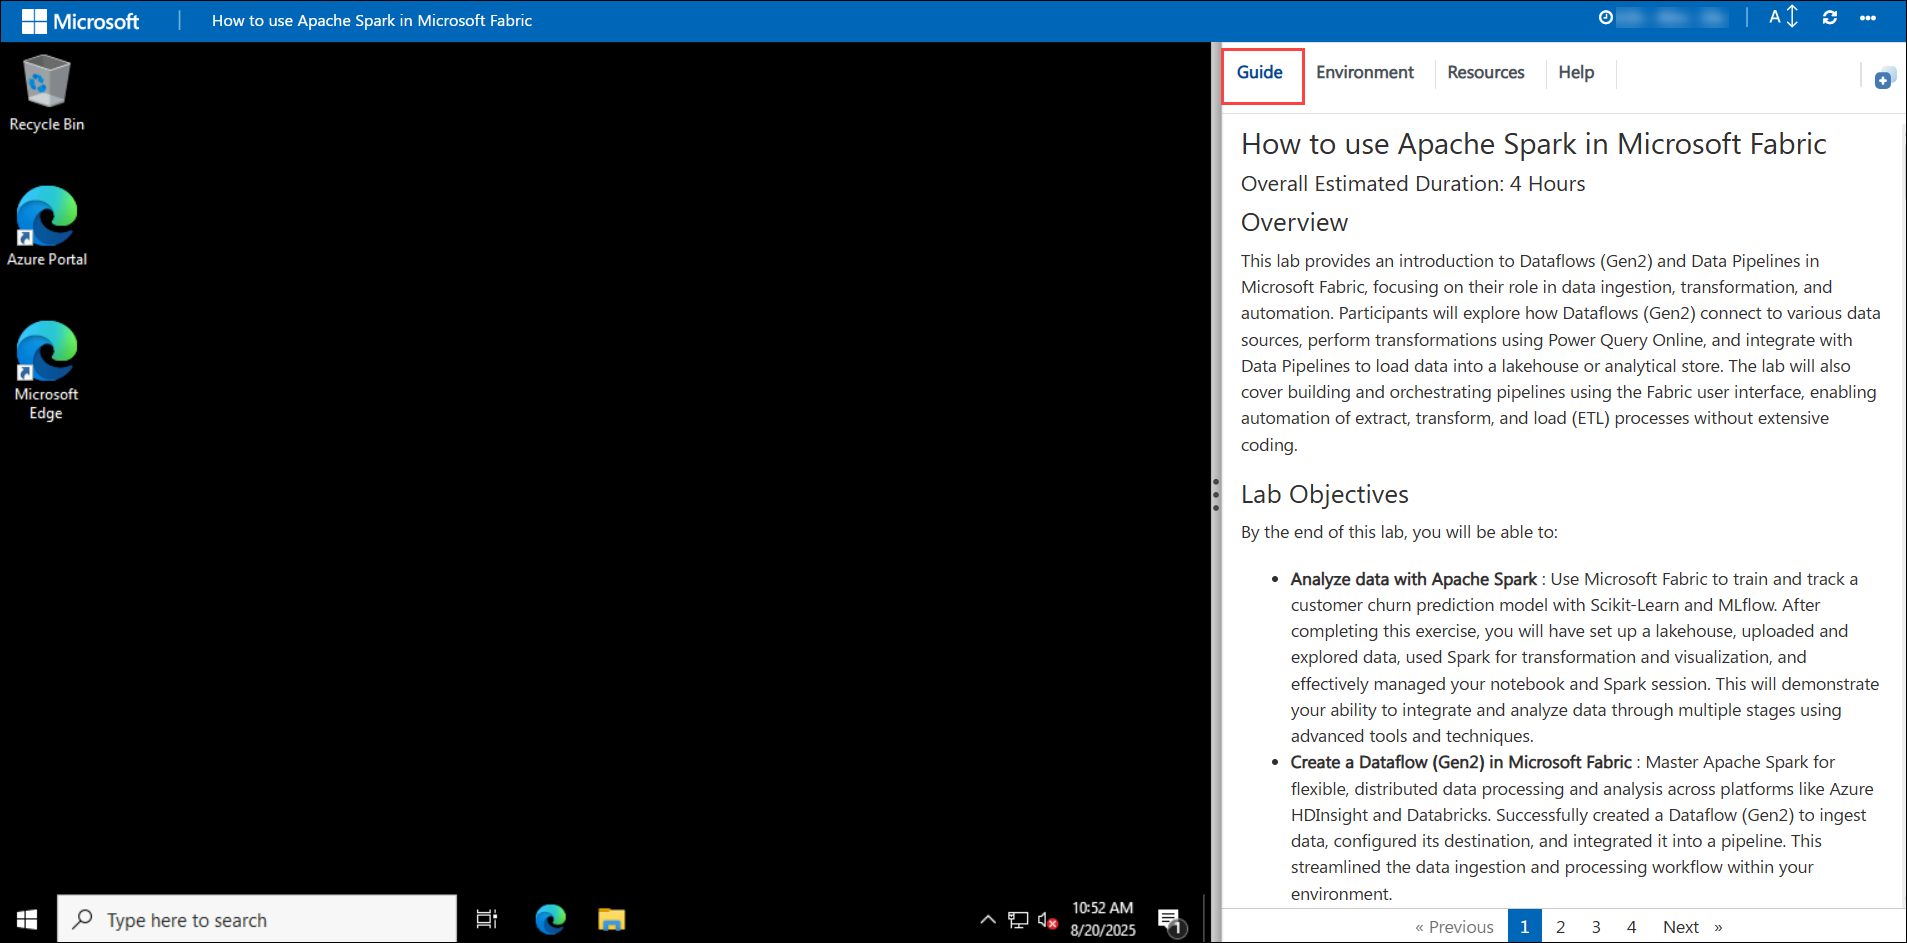 Microsoft
How to use Apache Spark in Microsoft Fabric
A
Recycle Bin
Azure Portal
Microsoft
Edge
Guide
Environment
Resources
Help
How to use Apache Spark in Microsoft Fabric
Overall Estimated Duration: 4 Hours
Overview
This lab provides an introduction to Dataflows (Gen2) and Data Pipelines in
Microsoft Fabric, focusing on their role in data ingestion, transformation, and
automation. Participants will explore how Dataflows (Gen2) connect to various data
sources, perform transformations using Power Query Online, and integrate with
Data Pipelines to load data into a lakehouse or analytical store. The lab will also
cover building and orchestrating pipelines using the Fabric user interface, enabling
automation of extract, transform, and load (ETL) processes without extensive
coding.
Lab Objectives
By the end of this lab, you will be able to:
• Analyze data with Apache Spark : Use Microsoft Fabric to train and track a
customer churn prediction model with Scikit-Learn and MLflow. After
completing this exercise, you will have set up a lakehouse, uploaded and
explored data, used Spark for transformation and visualization, and
effectively managed your notebook and Spark session. This will demonstrate
your ability to integrate and analyze data through multiple stages using
advanced tools and techniques.
• Create a Dataflow (Gen2) in Microsoft Fabric : Master Apache Spark for
flexible, distributed data processing and analysis across platforms like Azure
HDInsight and Databricks. Successfully created a Dataflow (Gen2) to ingest
data, configured its destination, and integrated it into a pipeline. This
streamlined the data ingestion and processing workflow within your
environment.
« Previous 1 2 3 4 Next »
Type here to search
10:52 AM
8/20/2025
1